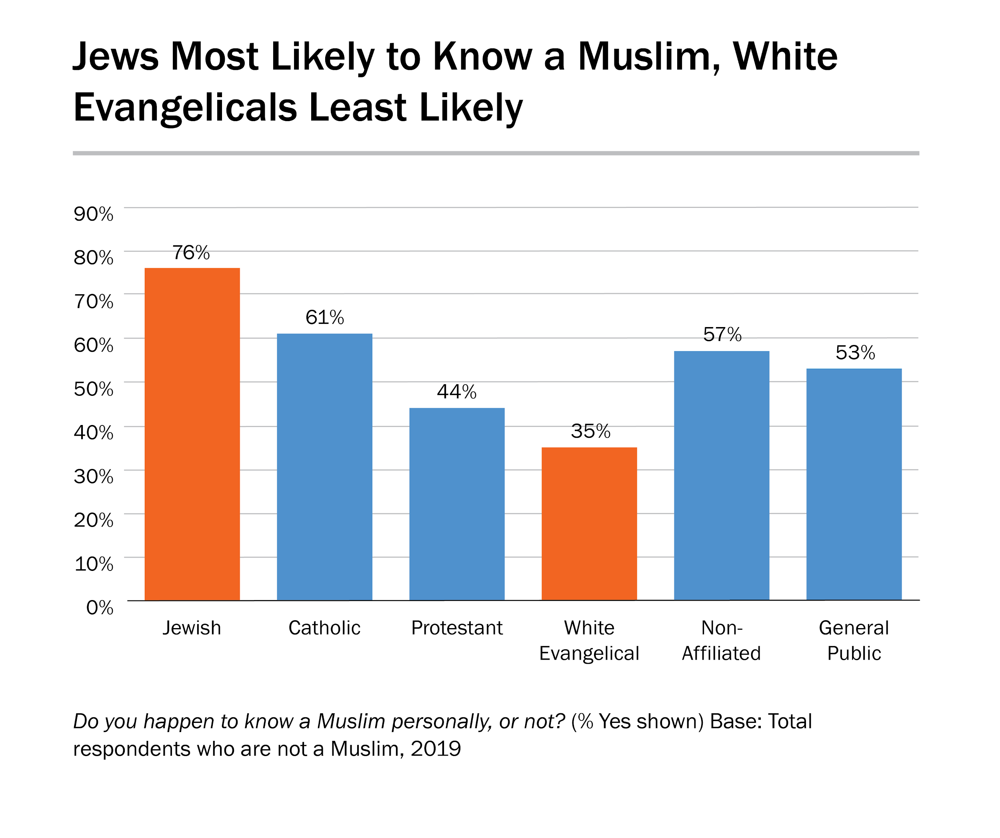 Jews Most Likely to Know a Muslim, White
Evangelicals Least Likely
90%
80%
70%
60%
50%
40%
30%
20%
10%
0%
76%
61%
44%
35%
57%
53%
Jewish
Catholic
Protestant
White
Evangelical
Non-
Affiliated
General
Public
Do you happen to know a Muslim personally, or not? (% Yes shown) Base: Total
respondents who are not a Muslim, 2019